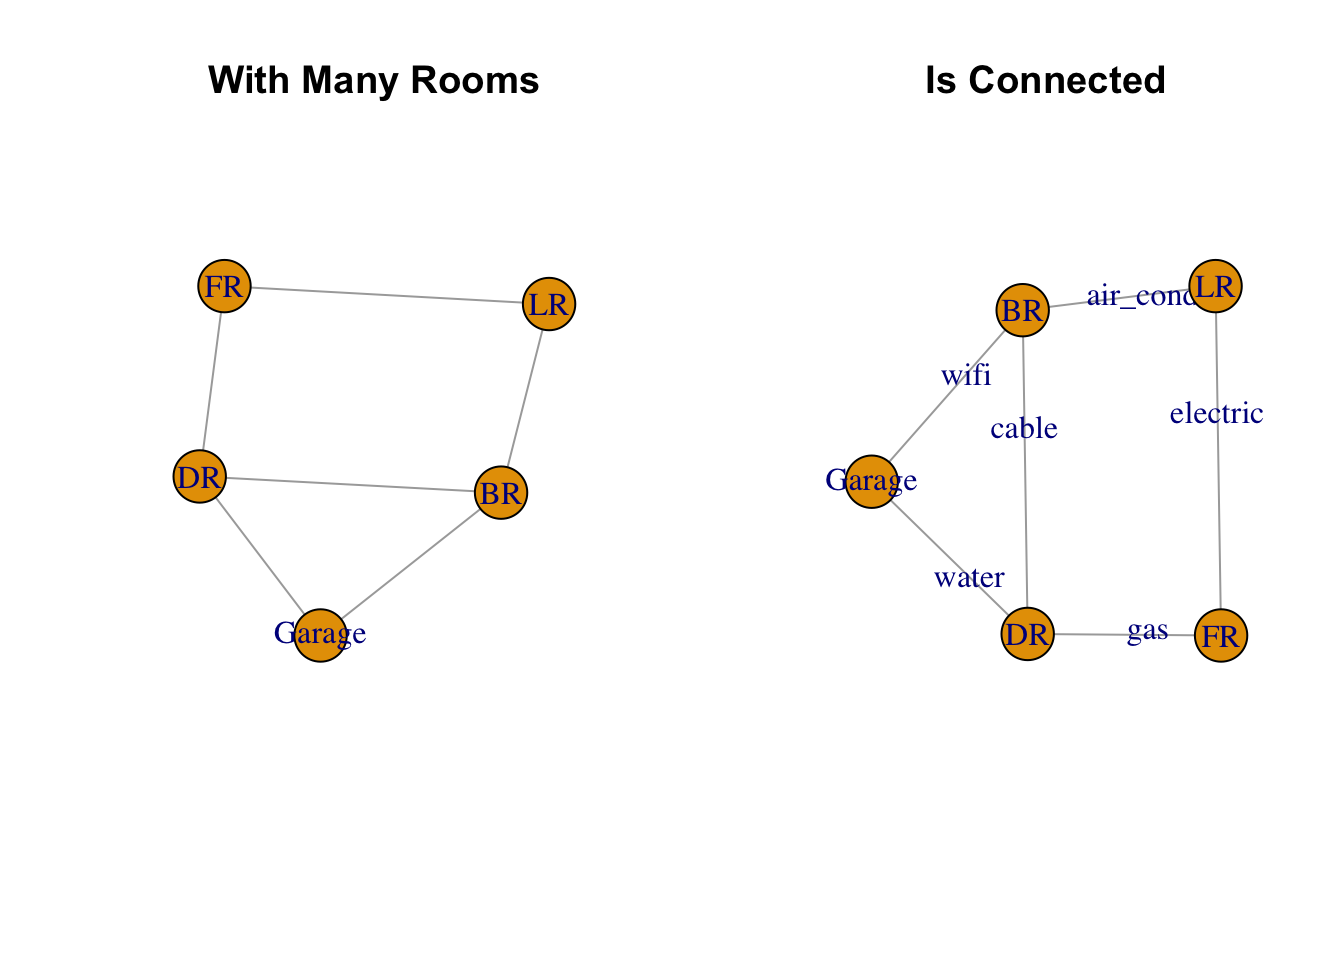 With Many Rooms
FR
LR
DR
BR
Garage
Is Connected
BR
air_cond
LR
wifi
electric
cable
Garage
water
DR
gas
FR